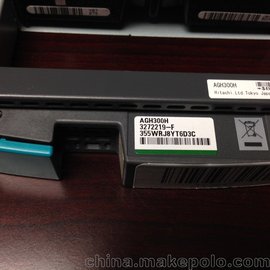 AGH300H
Hitachi Ltd Tokyo Japan
AGH300H
3272219-F
355WRJ8YT6D3C
china.makepolo.com